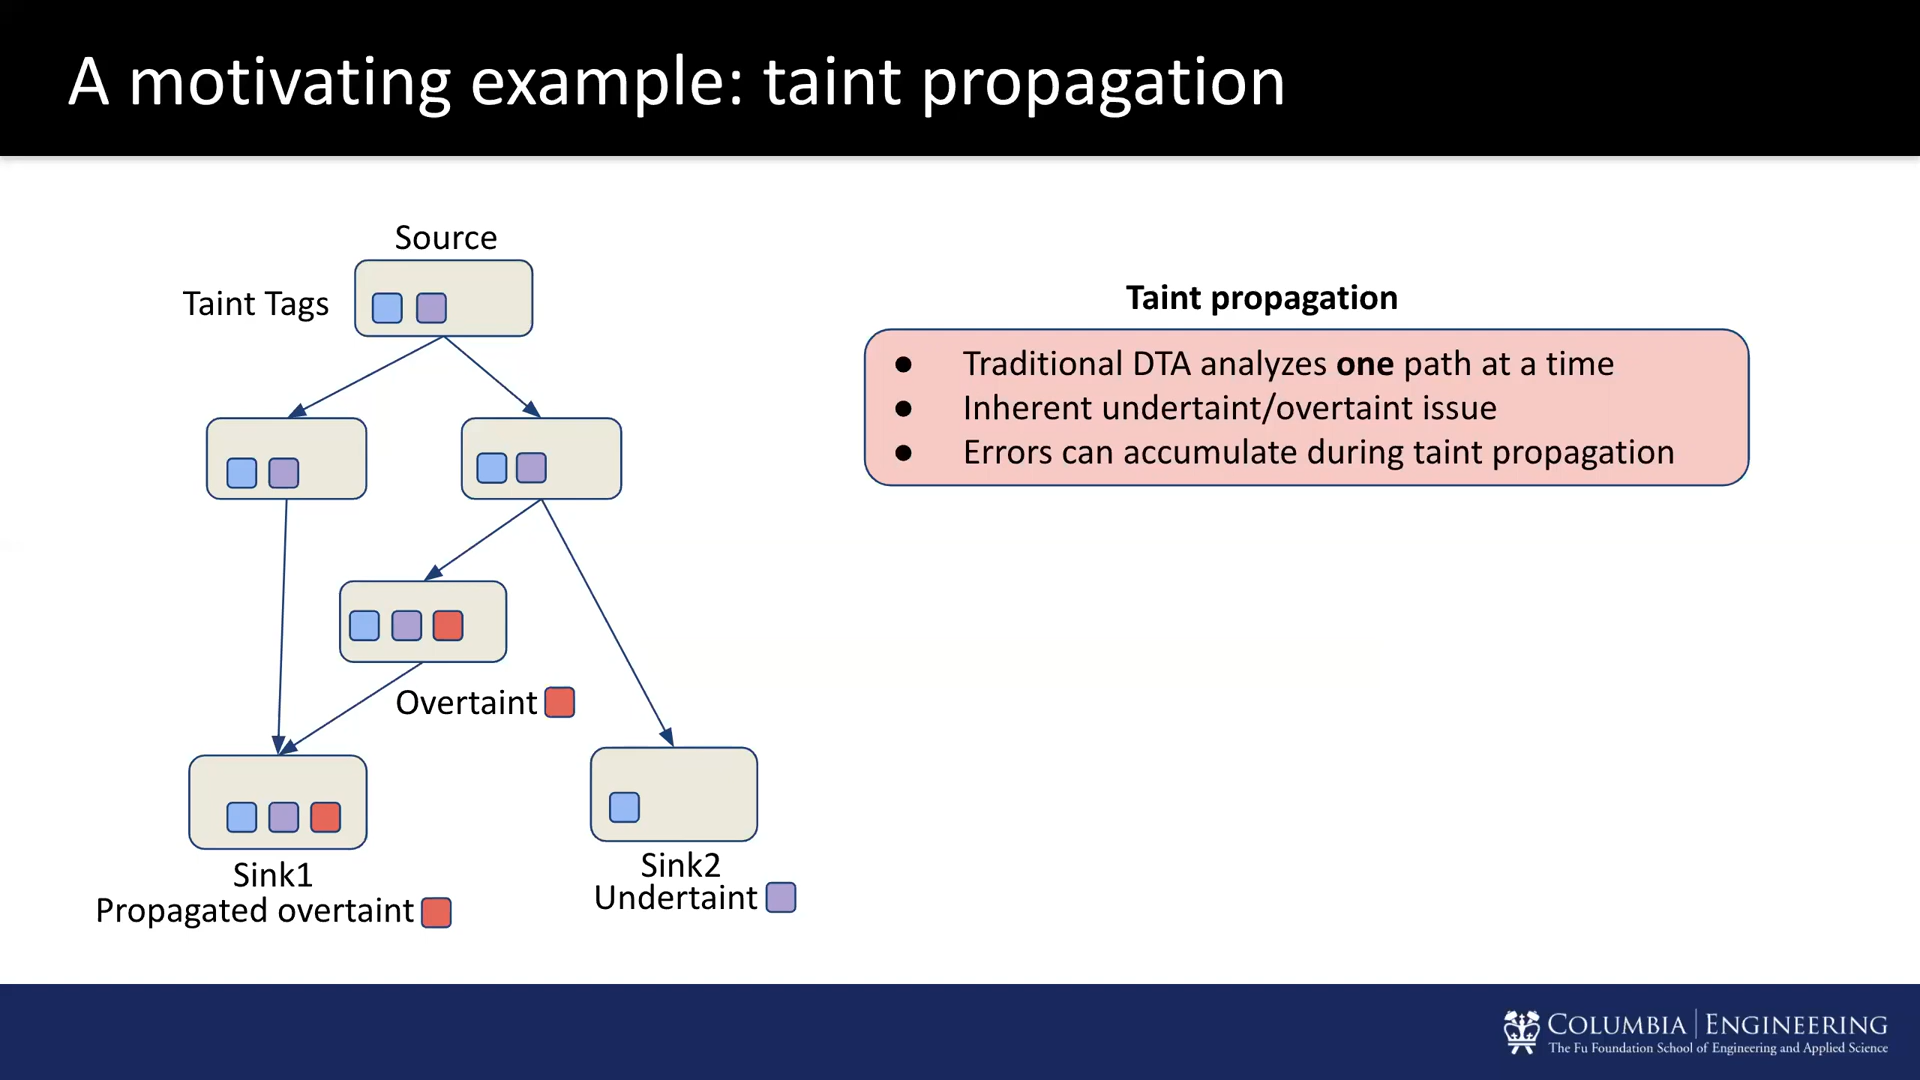 A motivating example: taint propagation
Source
Taint Tags
Overtaint
Sink1
Propagated overtaint
Sink2
Undertaint
Taint propagation
● Traditional DTA analyzes one path at a time
● Inherent undertaint/overtaint issue
● Errors can accumulate during taint propagation
COLUMBIA | ENGINEERING
The Fu Foundation School of Engineering and Applied Science